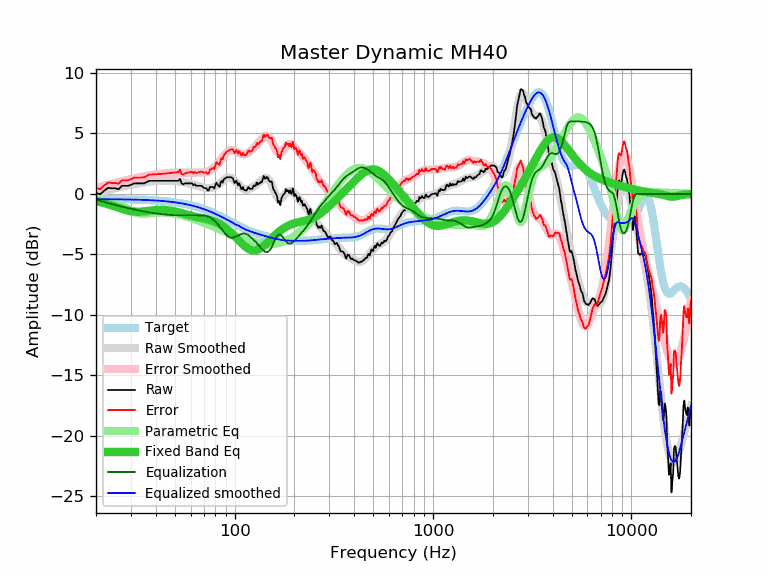 Master Dynamic MH40
10
5
0
−5
−10
−15
−20
−25
Amplitude (dBr)
Target
Raw Smoothed
Error Smoothed
Raw
Error
Parametric Eq
Fixed Band Eq
Equalization
Equalized smoothed
100 1000 10000
Frequency (Hz)